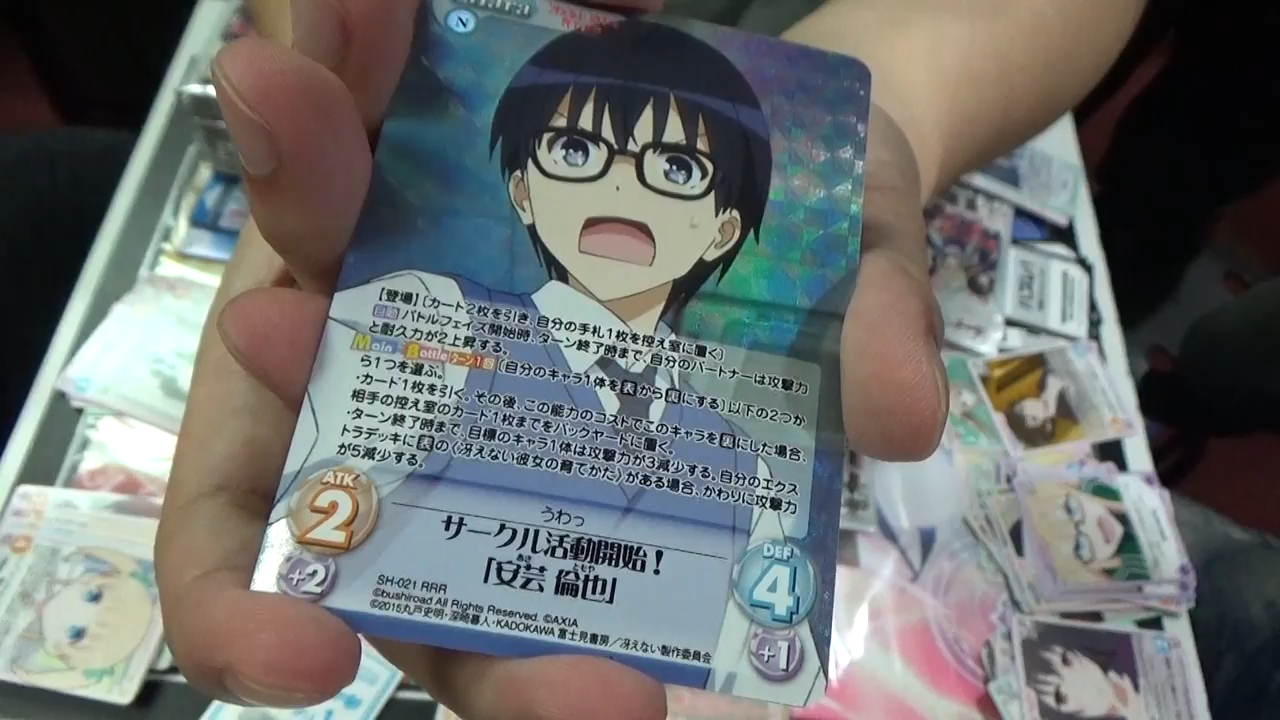 N
【登場】〔カード2枚を引き、自分の手札1枚を控え室に置く〕
自動 バトルフェイズ開始時、ターン終了時まで、自分のパートナーは攻撃力
と耐久力が2上昇する。
Main Battle ターン1回 〔自分のキャラ1体を表から裏にする〕以下の2つか
ら1つを選ぶ。
・カード1枚を引く。その後、この能力のコストでこのキャラを裏にした場合、
相手の控え室のカード1枚までをバックヤードに置く。
・ターン終了時まで、目標のキャラ1体は攻撃力が3減少する。自分のエクス
トラデッキに表の〈冴えない彼女の育てかた〉がある場合、かわりに攻撃力
が5減少する。
ATK
2
+2
うわっ
サークル活動開始!
「安芸 倫也」
あき ともや
DEF
4
+1
SH-021 RRR
©bushiroad All Rights Reserved. ©AXIA
©2015丸戸史明・深崎暮人・KADOKAWA 富士見書房／冴えない製作委員会